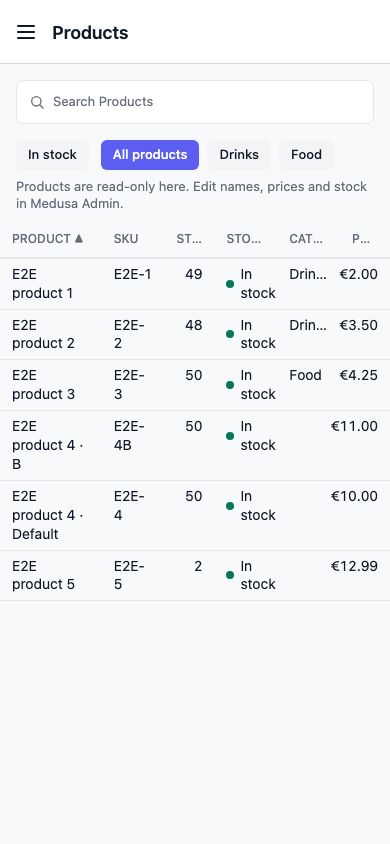 Products
Search Products
In stock All products Drinks Food
Products are read-only here. Edit names, prices and stock
in Medusa Admin.
PRODUCT ▲ SKU ST... STO... CAT... P...
E2E E2E-1 49 In Drin... €2.00
product 1 stock
E2E E2E- 48 In Drin... €3.50
product 2 2 stock
E2E E2E- 50 In Food €4.25
product 3 3 stock
E2E E2E- 50 In €11.00
product 4 · 4B stock
B
E2E E2E- 50 In €10.00
product 4 · 4 stock
Default
E2E E2E- 2 In €12.99
product 5 5 stock